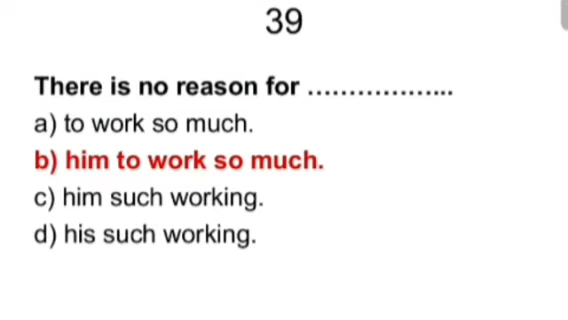 39
There is no reason for ………………..
a) to work so much.
b) him to work so much.
c) him such working.
d) his such working.